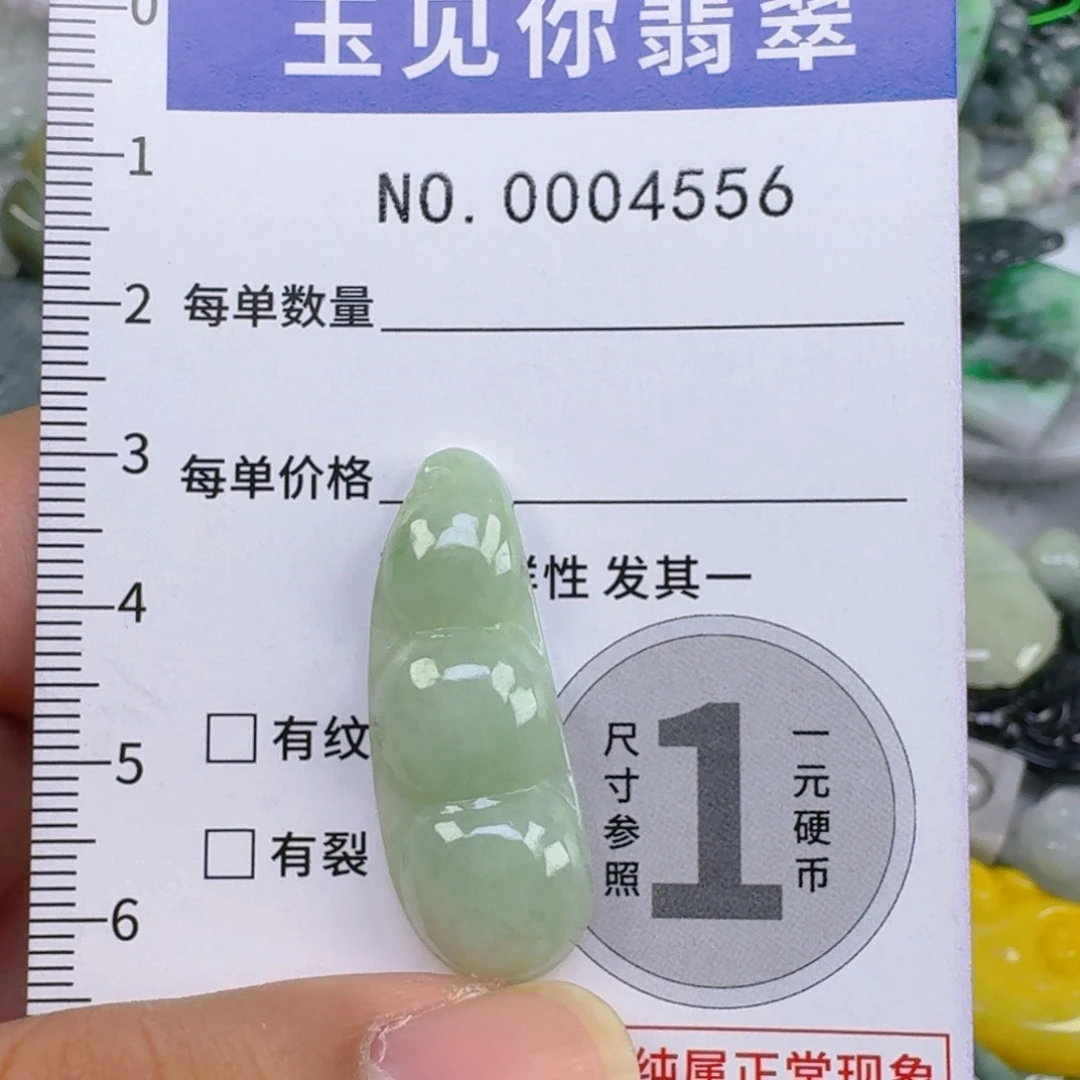 0
玉见你翡翠
1
NO.0004556
2
每单数量
3
每单价格
性 发其一
4
有纹
尺寸参照
1
一元硬币
5
有裂
6
纯属正常现象